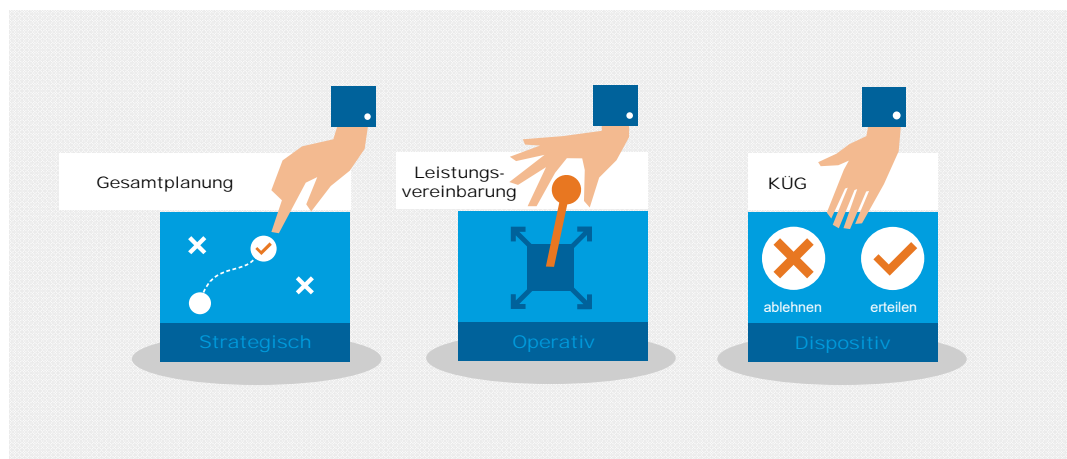 Gesamtplanung
Strategisch
Leistungs-
vereinbarung
Operativ
KÜG
ablehnen
erteilen
Dispositiv